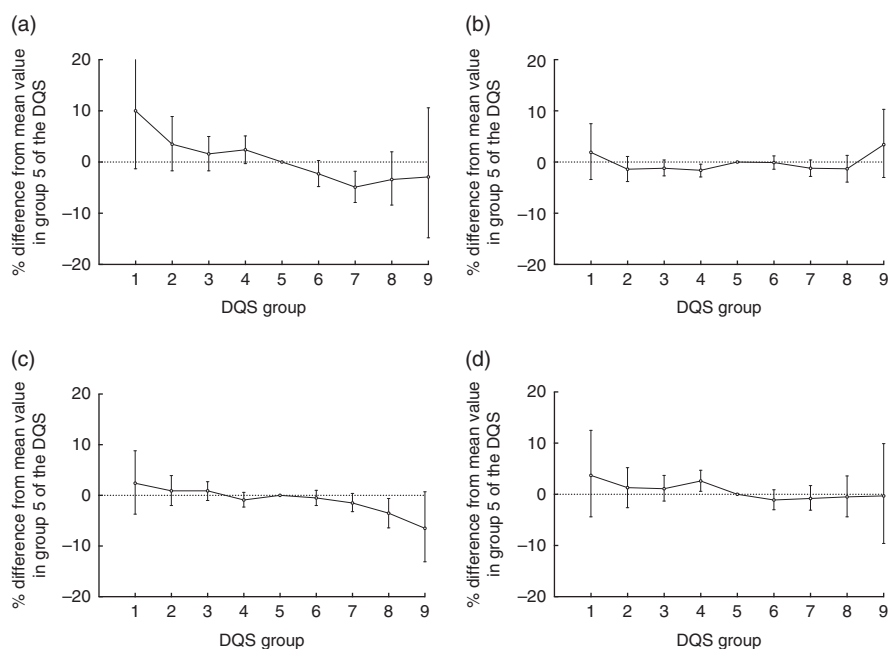 (a)
% difference from mean value
in group 5 of the DQS
20
10
0
–10
–20
1 2 3 4 5 6 7 8 9
DQS group
(b)
% difference from mean value
in group 5 of the DQS
20
10
0
–10
–20
1 2 3 4 5 6 7 8 9
DQS group
(c)
% difference from mean value
in group 5 of the DQS
20
10
0
–10
–20
1 2 3 4 5 6 7 8 9
DQS group
(d)
% difference from mean value
in group 5 of the DQS
20
10
0
–10
–20
1 2 3 4 5 6 7 8 9
DQS group